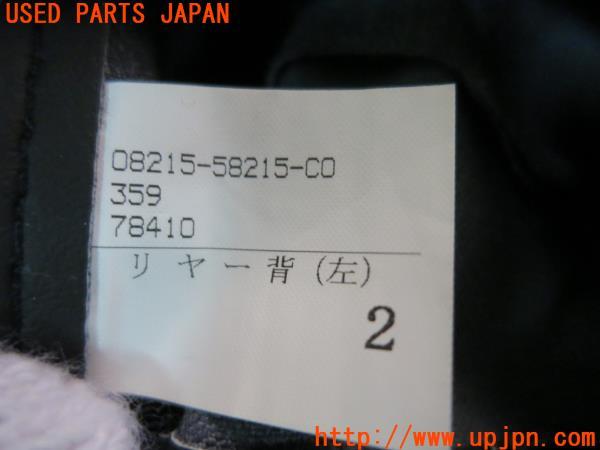 USED PARTS JAPAN
08215-58215-C0
359
78410
リヤー背(左)
2
http://www.upjpn.com/